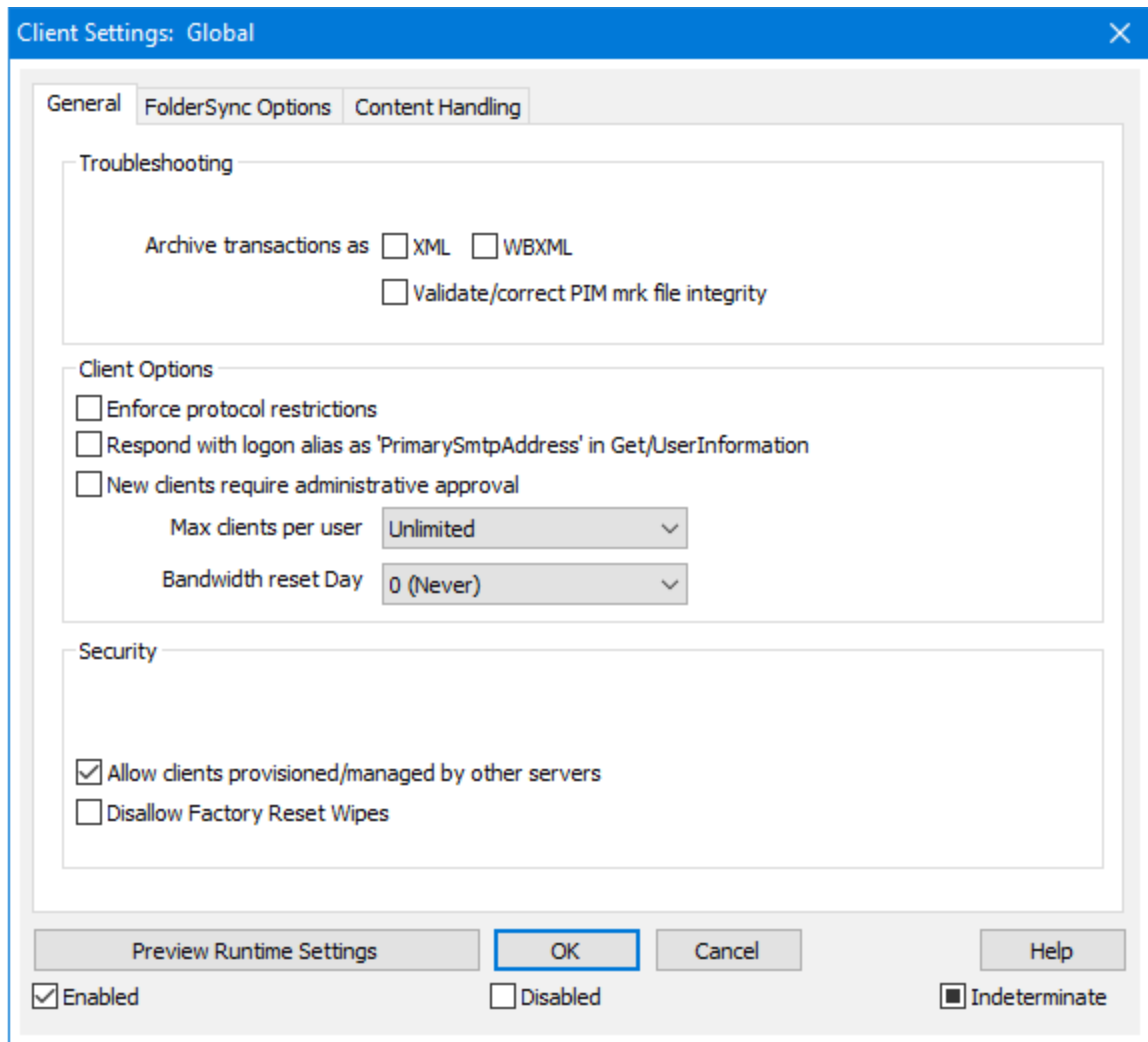 Client Settings:  Global
General FolderSync Options Content Handling
Troubleshooting
Archive transactions as XML WBXML
Validate/correct PIM mrk file integrity
Client Options
Enforce protocol restrictions
Respond with logon alias as 'PrimarySmtpAddress' in Get/UserInformation
New clients require administrative approval
Max clients per user Unlimited
Bandwidth reset Day 0 (Never)
Security
Allow clients provisioned/managed by other servers
Disallow Factory Reset Wipes
Preview Runtime Settings OK Cancel Help
Enabled Disabled Indeterminate